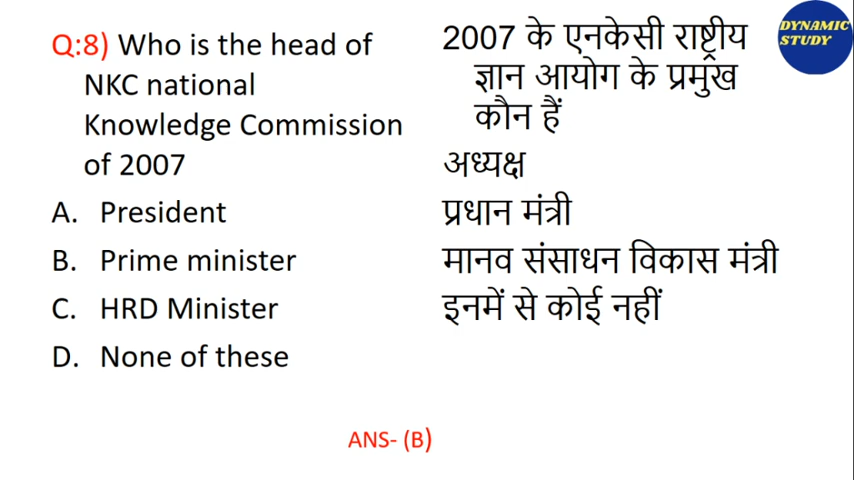 Q:8) Who is the head of
NKC national
Knowledge Commission
of 2007
A. President
B. Prime minister
C. HRD Minister
D. None of these
2007 के एनकेसी राष्ट्रीय
ज्ञान आयोग के प्रमुख
कौन हैं
अध्यक्ष
प्रधान मंत्री
मानव संसाधन विकास मंत्री
इनमें से कोई नहीं
DYNAMIC
STUDY
ANS- (B)